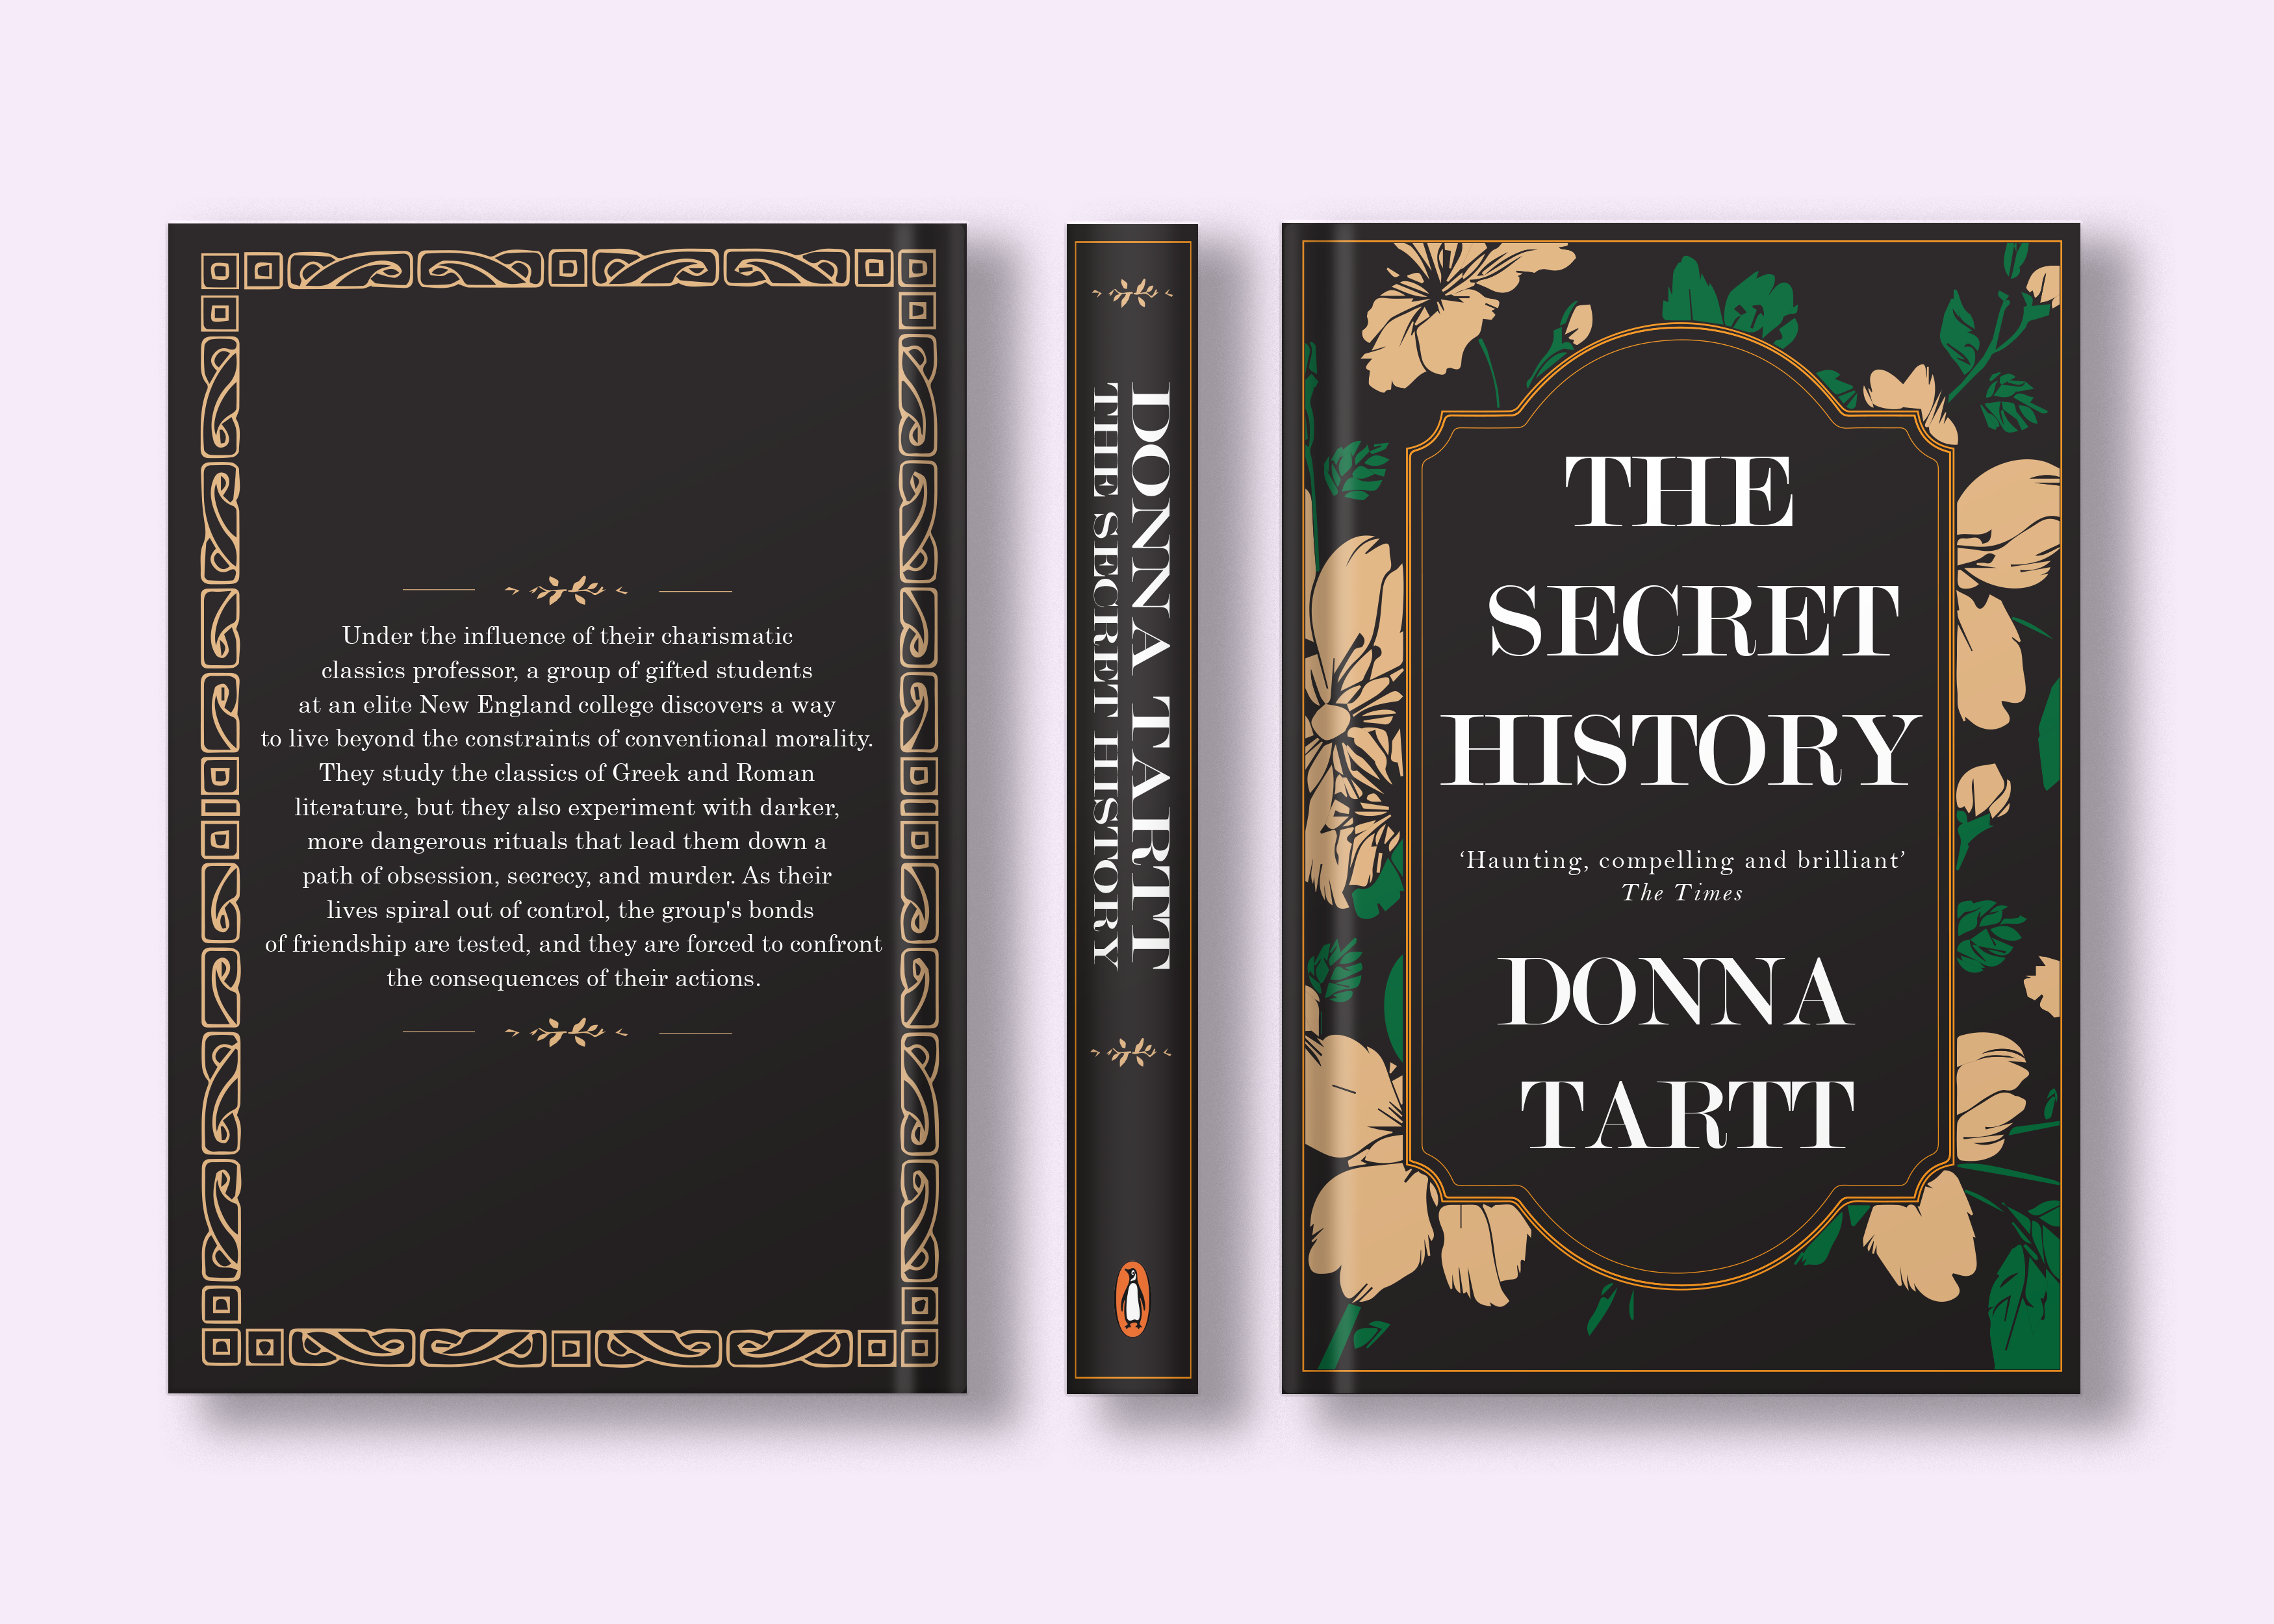 Under the influence of their charismatic
classics professor, a group of gifted students
at an elite New England college discovers a way
to live beyond the constraints of conventional morality.
They study the classics of Greek and Roman
literature, but they also experiment with darker,
more dangerous rituals that lead them down a
path of obsession, secrecy, and murder. As their
lives spiral out of control, the group's bonds
of friendship are tested, and they are forced to confront
the consequences of their actions.
DONNA TARTT
THE SECRET HISTORY
THE
SECRET
HISTORY
‘Haunting, compelling and brilliant’
The Times
DONNA
TARTT